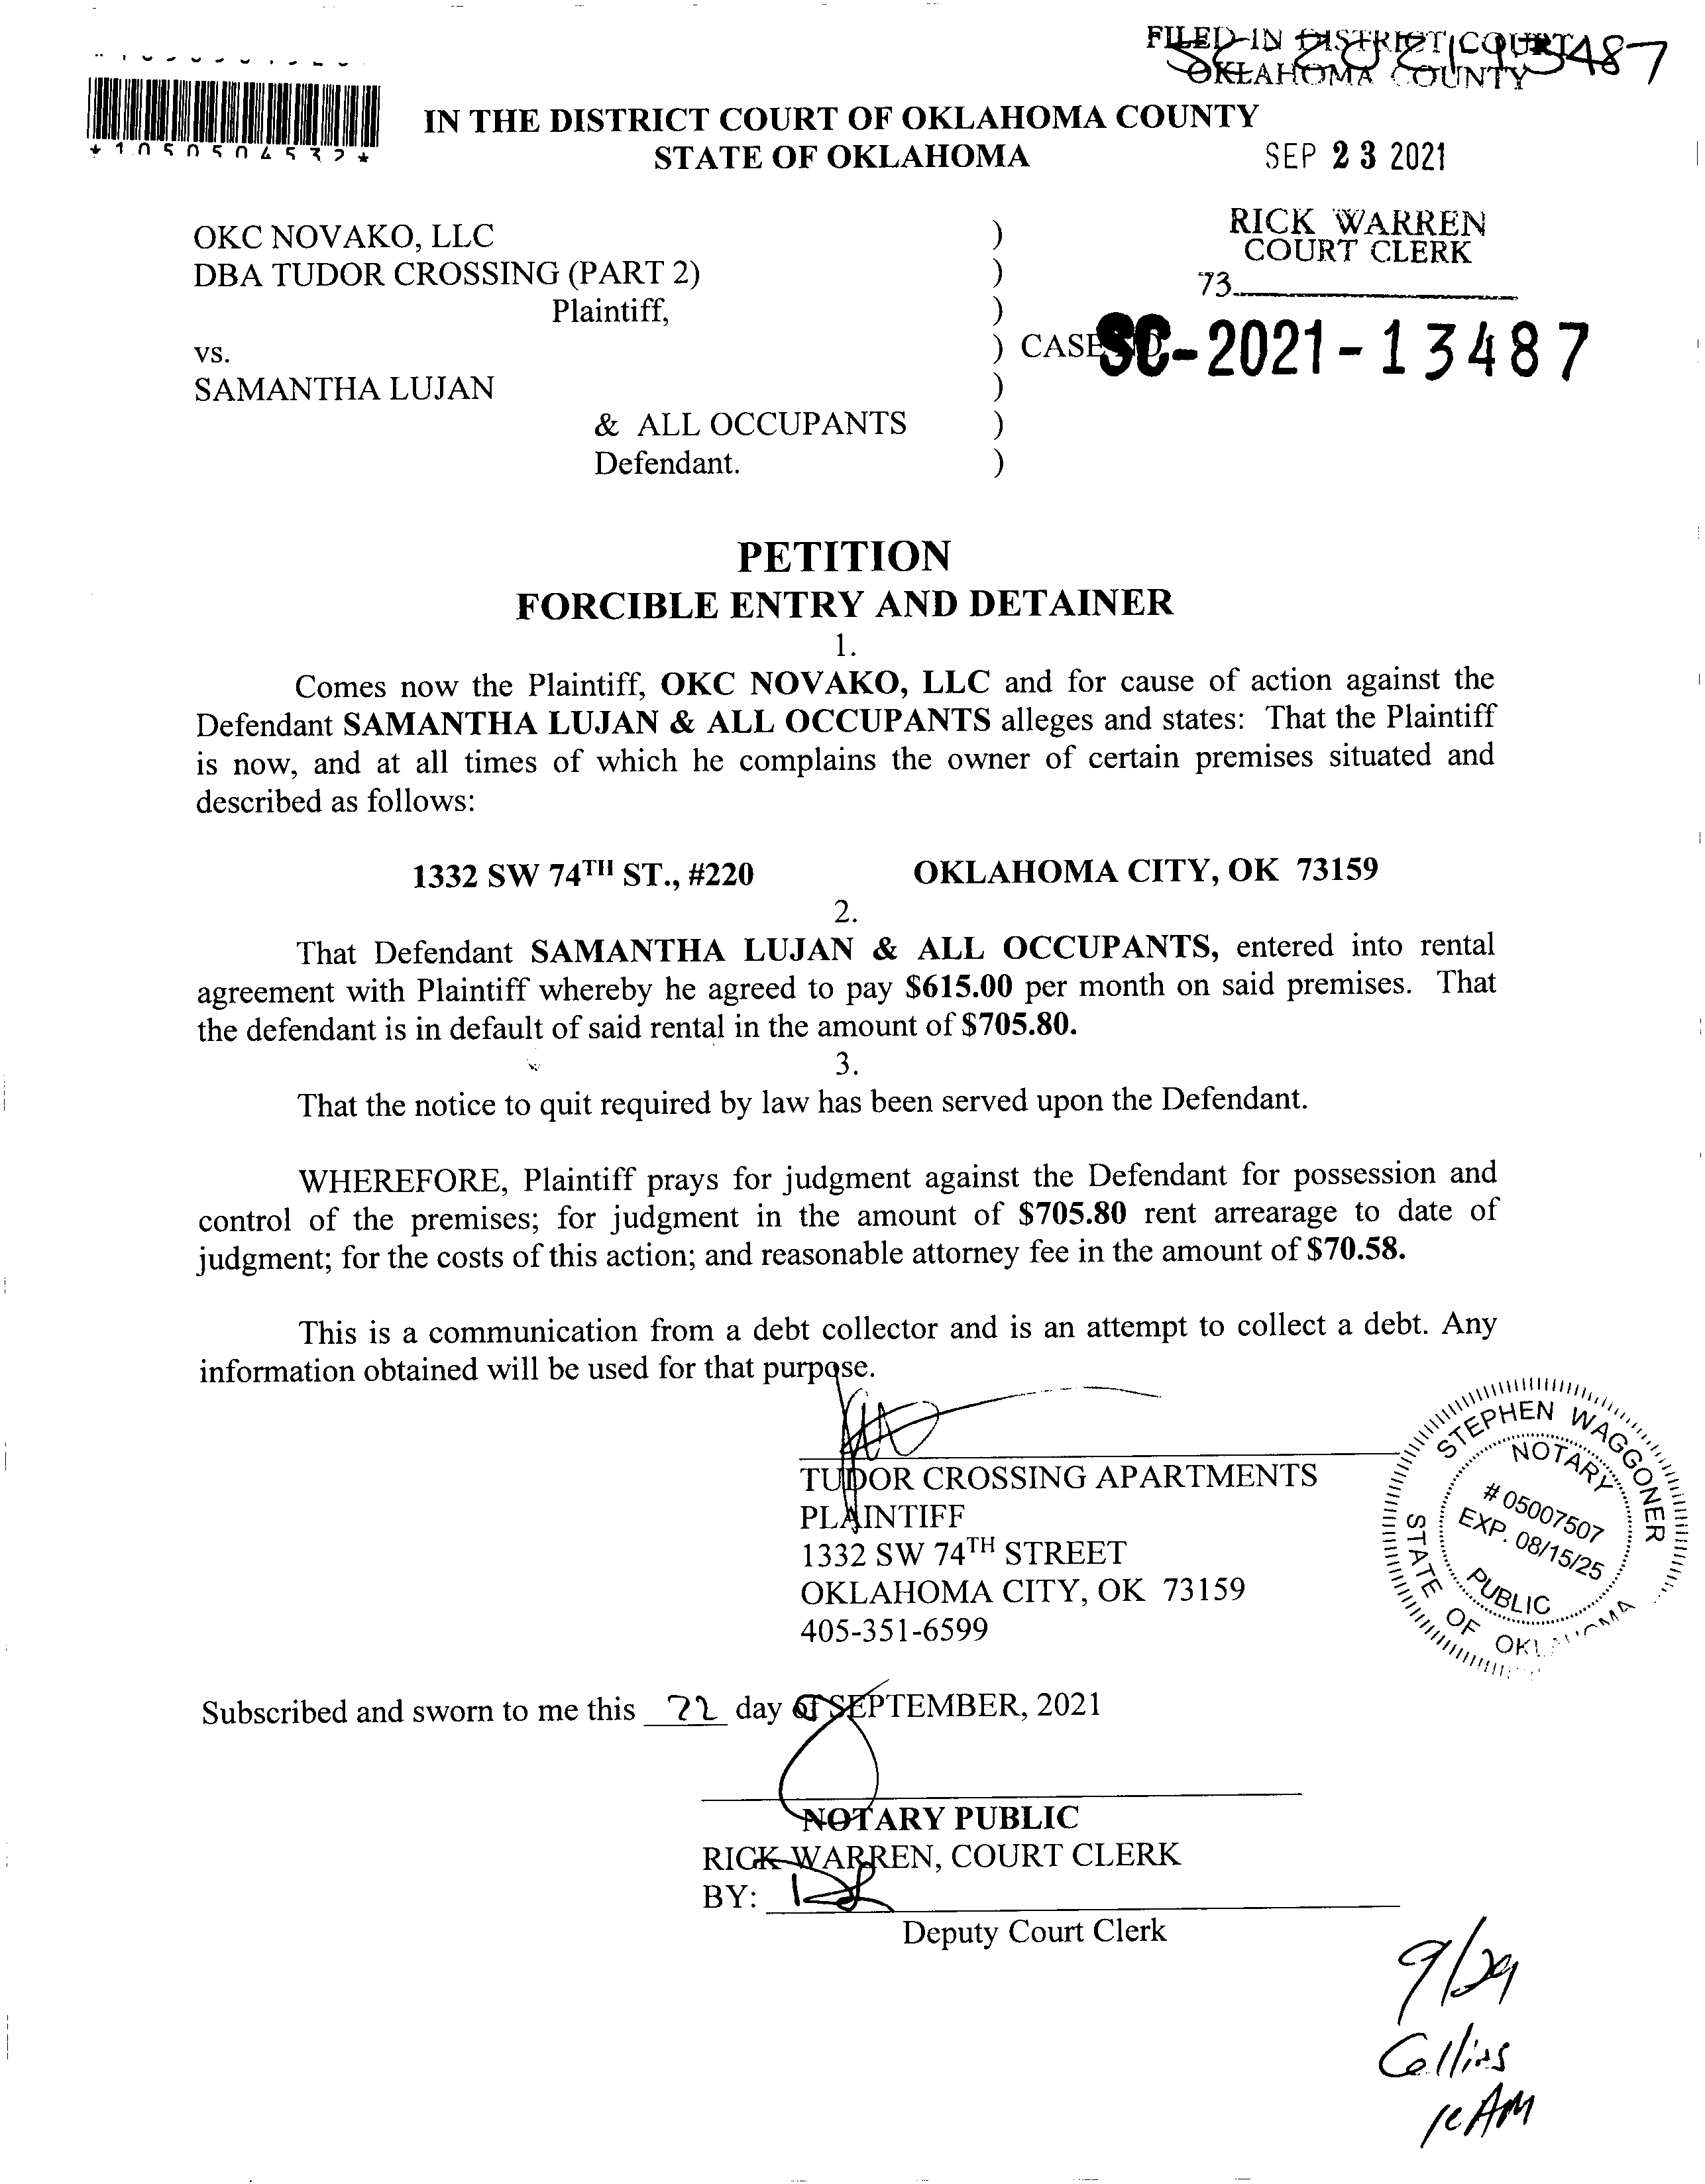 FILED IN DISTRICT COURT
OKLAHOMA COUNTY
SC 2021 13487
*1050504532*
IN THE DISTRICT COURT OF OKLAHOMA COUNTY
STATE OF OKLAHOMA
SEP 23 2021
RICK WARREN
COURT CLERK
73
OKC NOVAKO, LLC )
DBA TUDOR CROSSING (PART 2) )
Plaintiff, )
vs. ) CASE NO. SC-2021-13487
SAMANTHA LUJAN )
& ALL OCCUPANTS )
Defendant. )
PETITION
FORCIBLE ENTRY AND DETAINER
1.
Comes now the Plaintiff, OKC NOVAKO, LLC and for cause of action against the
Defendant SAMANTHA LUJAN & ALL OCCUPANTS alleges and states: That the Plaintiff
is now, and at all times of which he complains the owner of certain premises situated and
described as follows:
1332 SW 74TH ST., #220 OKLAHOMA CITY, OK 73159
2.
That Defendant SAMANTHA LUJAN & ALL OCCUPANTS, entered into rental
agreement with Plaintiff whereby he agreed to pay $615.00 per month on said premises. That
the defendant is in default of said rental in the amount of $705.80.
3.
That the notice to quit required by law has been served upon the Defendant.
WHEREFORE, Plaintiff prays for judgment against the Defendant for possession and
control of the premises; for judgment in the amount of $705.80 rent arrearage to date of
judgment; for the costs of this action; and reasonable attorney fee in the amount of $70.58.
This is a communication from a debt collector and is an attempt to collect a debt. Any
information obtained will be used for that purpose.
TUDOR CROSSING APARTMENTS
PLAINTIFF
1332 SW 74TH STREET
OKLAHOMA CITY, OK 73159
405-351-6599
STEPHEN WAGGONER
NOTARY
# 05007507
EXP. 08/15/25
PUBLIC
STATE OF OKLAHOMA
Subscribed and sworn to me this 22 day of SEPTEMBER, 2021
NOTARY PUBLIC
RICK WARREN, COURT CLERK
BY:
Deputy Court Clerk
9/29
Collins
AM